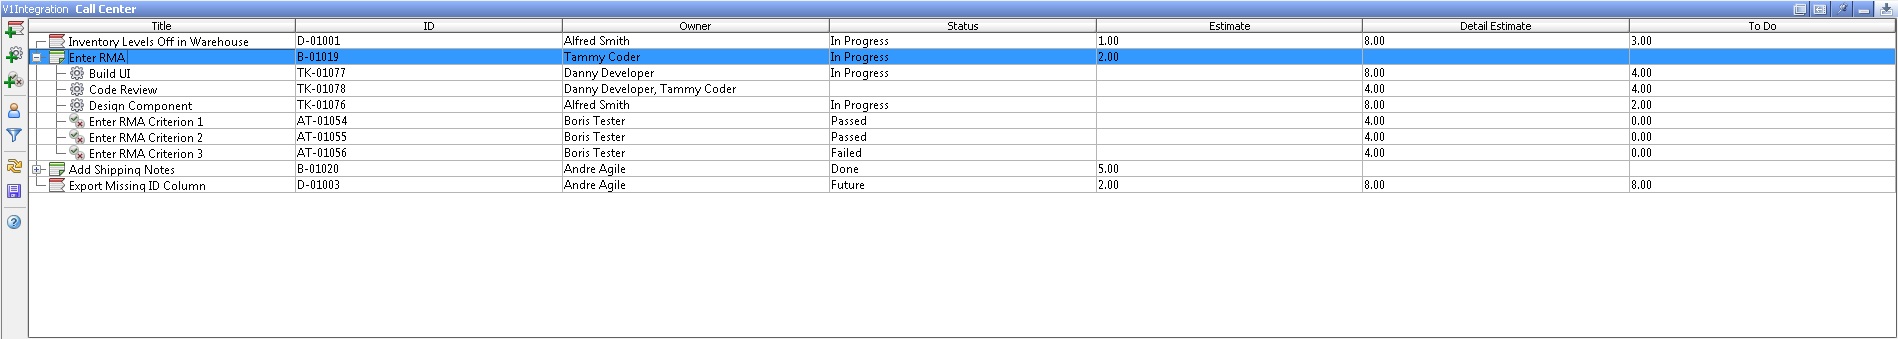 V1Integration Call Center
Title ID Owner Status Estimate Detail Estimate To Do
Inventory Levels Off in Warehouse D-01001 Alfred Smith In Progress 1.00 8.00 3.00
Enter RMA B-01019 Tammy Coder In Progress 2.00
Build UI TK-01077 Danny Developer In Progress 8.00 4.00
Code Review TK-01078 Danny Developer, Tammy Coder 4.00 4.00
Design Component TK-01076 Alfred Smith In Progress 8.00 2.00
Enter RMA Criterion 1 AT-01054 Boris Tester Passed 4.00 0.00
Enter RMA Criterion 2 AT-01055 Boris Tester Passed 4.00 0.00
Enter RMA Criterion 3 AT-01056 Boris Tester Failed 4.00 0.00
Add Shipping Notes B-01020 Andre Agile Done 5.00
Export Missing ID Column D-01003 Andre Agile Future 2.00 8.00 8.00